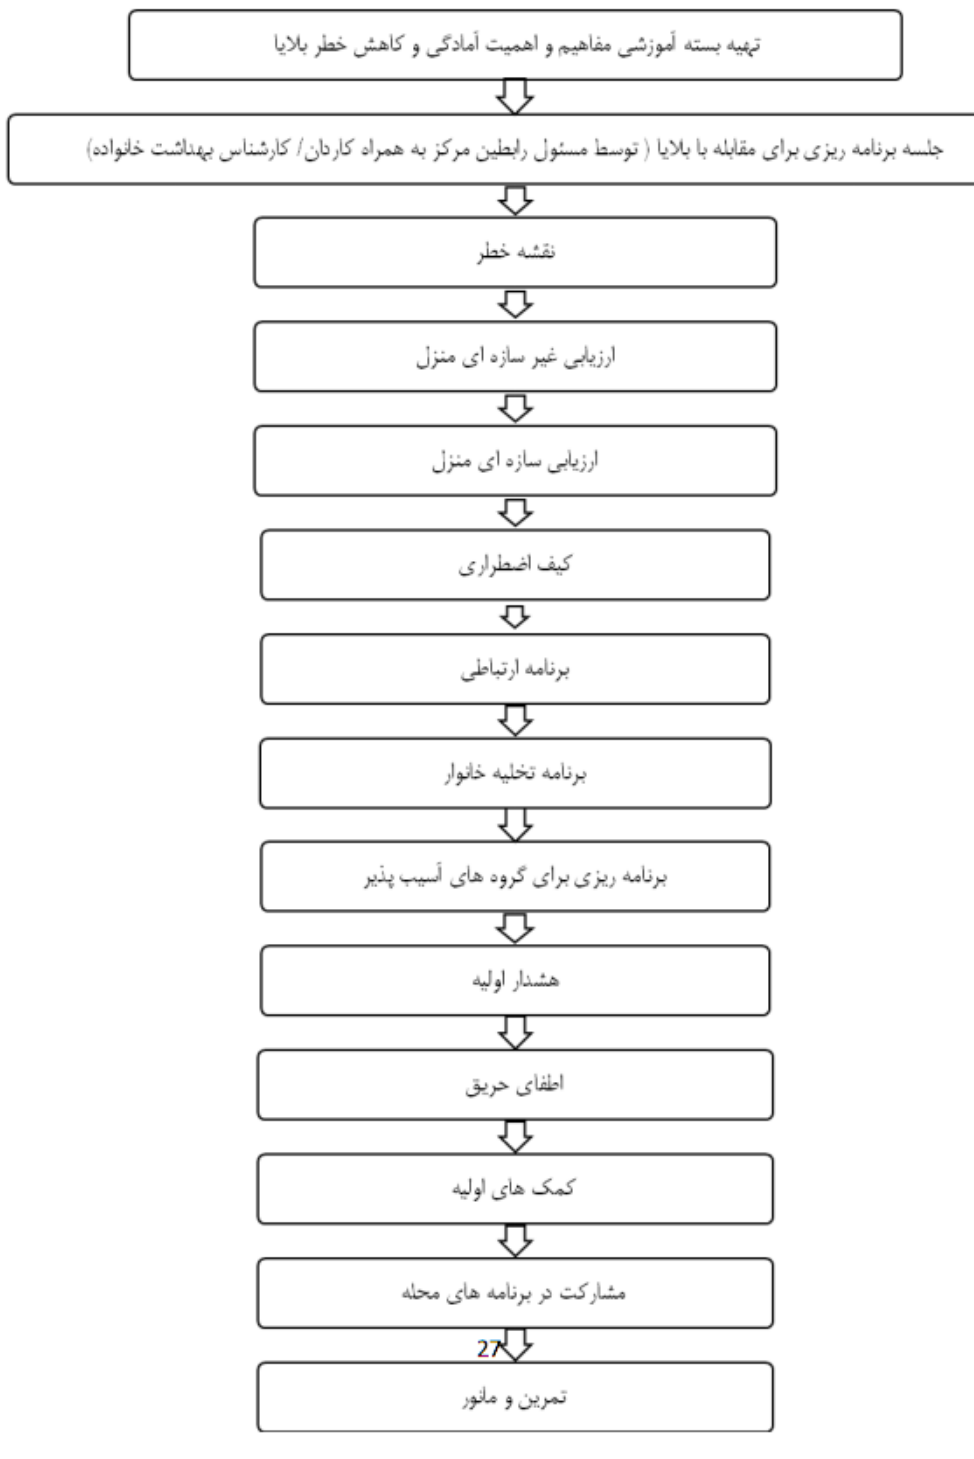 تهیه بسته آموزشی مفاهیم و اهمیت آمادگی و کاهش خطر بلایا
جلسه برنامه ریزی برای مقابله با بلایا ( توسط مسئول رابطین مرکز به همراه کاردان/ کارشناس بهداشت خانواده)
نقشه خطر
ارزیابی غیر سازه ای منزل
ارزیابی سازه ای منزل
کیف اضطراری
برنامه ارتباطی
برنامه تخلیه خانوار
برنامه ریزی برای گروه های آسیب پذیر
هشدار اولیه
اطفای حریق
کمک های اولیه
مشارکت در برنامه های محله
27
تمرین و مانور